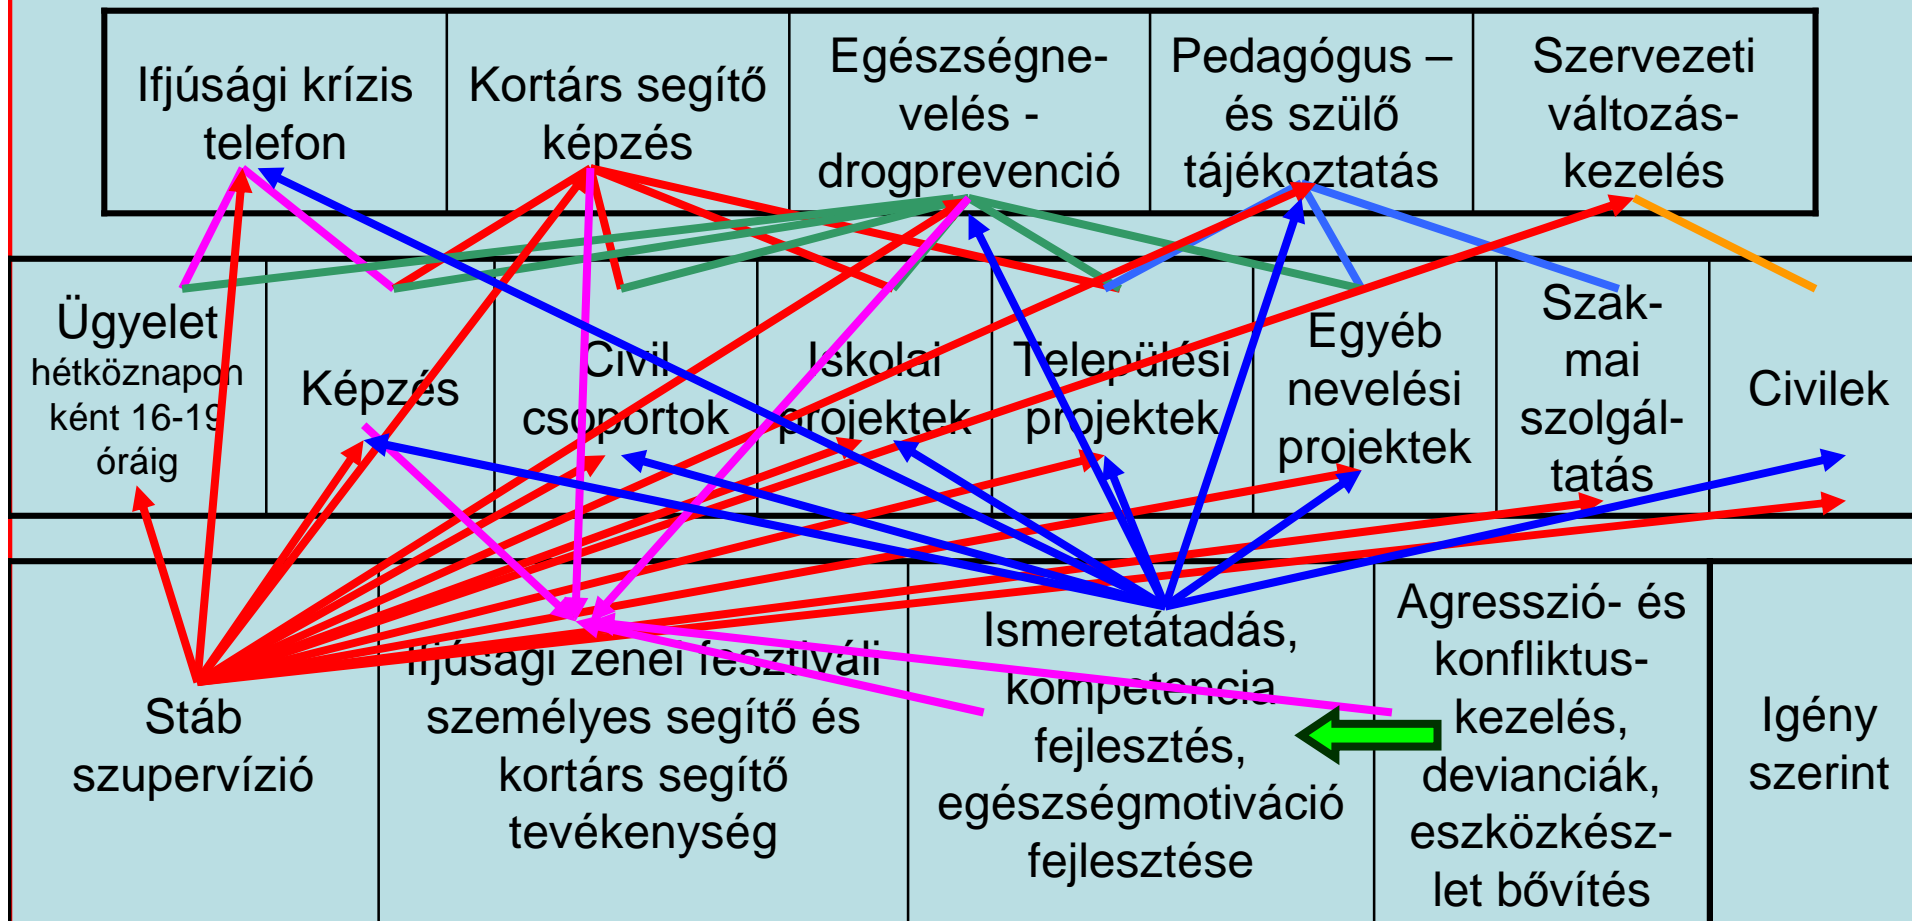 Ifjúsági krízis
telefon
Kortárs segítő
képzés
Egészségne-
velés -
drogprevenció
Pedagógus –
és szülő
tájékoztatás
Szervezeti
változás-
kezelés
Ügyelet
hétköznapon
ként 16-19
óráig
Képzés
Civil
csoportok
Iskolai
projektek
Települési
projektek
Egyéb
nevelési
projektek
Szak-
mai
szolgál-
tatás
Civilek
Stáb
szupervízió
Ifjúsági zenei fesztiváli
személyes segítő és
kortárs segítő
tevékenység
Ismeretátadás,
kompetencia
fejlesztés,
egészségmotiváció
fejlesztése
Agresszió- és
konfliktus-
kezelés,
devianciák,
eszközkész-
let bővítés
Igény
szerint